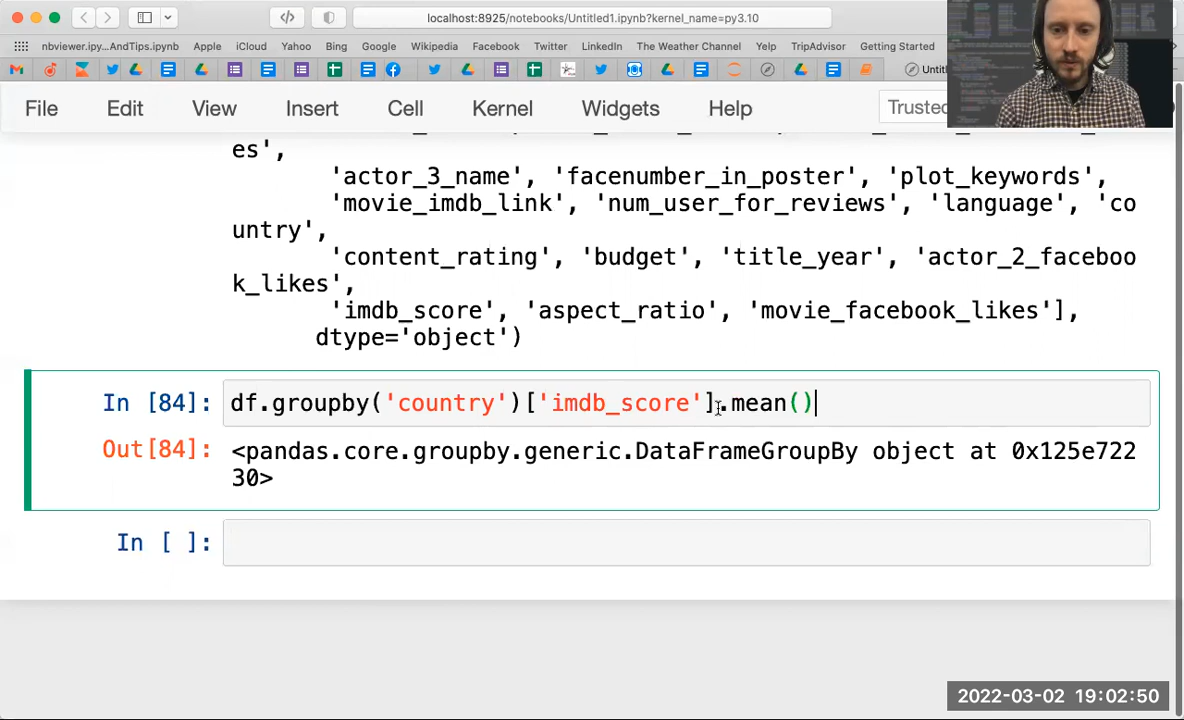 localhost:8925/notebooks/Untitled1.ipynb?kernel_name=py3.10
nbviewer.ipy...AndTips.ipynb Apple iCloud Yahoo Bing Google Wikipedia Facebook Twitter LinkedIn The Weather Channel Yelp TripAdvisor Getting Started
File Edit View Insert Cell Kernel Widgets Help Trusted
es',
'actor_3_name', 'facenumber_in_poster', 'plot_keywords',
'movie_imdb_link', 'num_user_for_reviews', 'language', 'co
untry',
'content_rating', 'budget', 'title_year', 'actor_2_faceboo
k_likes',
'imdb_score', 'aspect_ratio', 'movie_facebook_likes'],
dtype='object')
In [84]: df.groupby('country')['imdb_score'].mean()
Out[84]: <pandas.core.groupby.generic.DataFrameGroupBy object at 0x125e722
30>
In [ ]:
2022-03-02 19:02:50